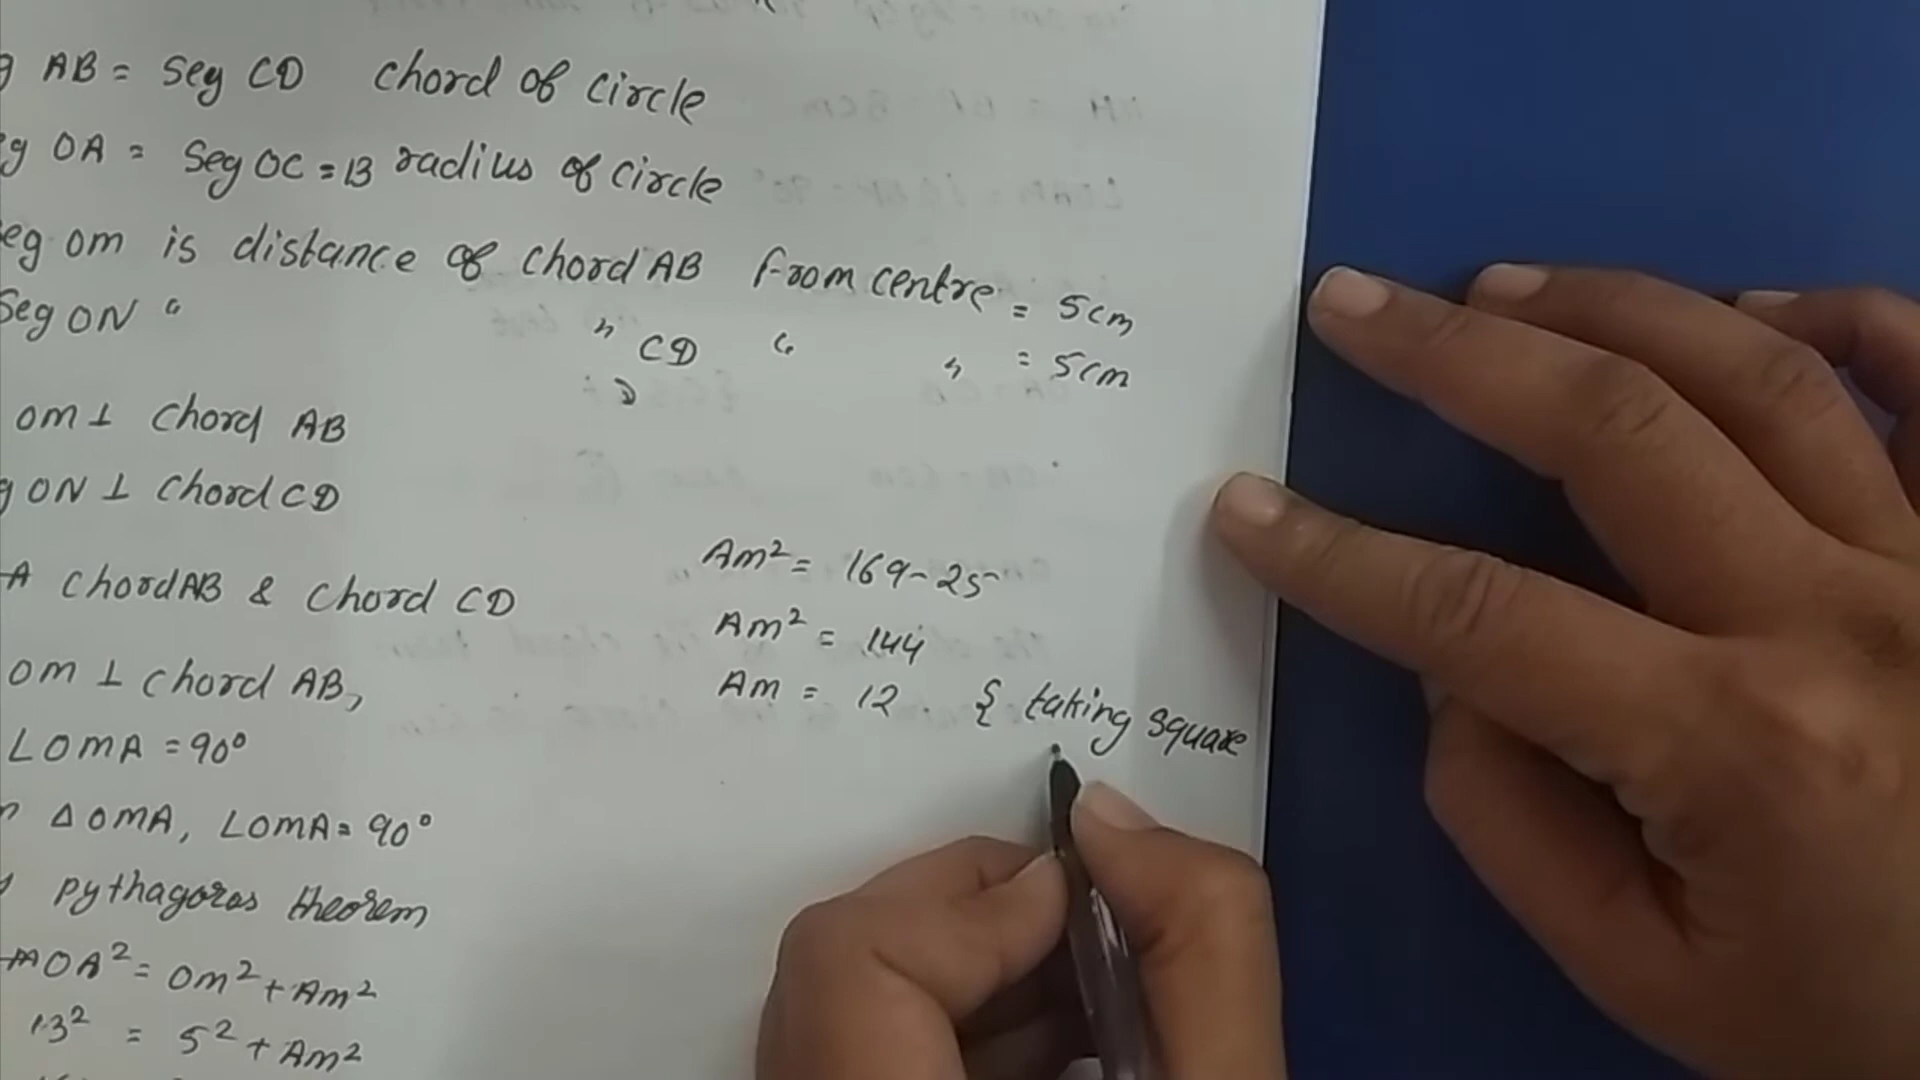 AB = seg CD chord of circle
OA = seg OC = 13 radius of circle
om is distance of chord AB from centre = 5cm
seg ON " " CD " " = 5cm
om ⊥ chord AB
ON ⊥ chord CD
A chord AB & chord CD
om ⊥ chord AB,
∠OMA = 90°
△OMA, ∠OMA = 90°
pythagoras theorem
OA² = om² + Am²
13² = 5² + Am²
Am² = 169 - 25
Am² = 144
Am = 12 . { taking square